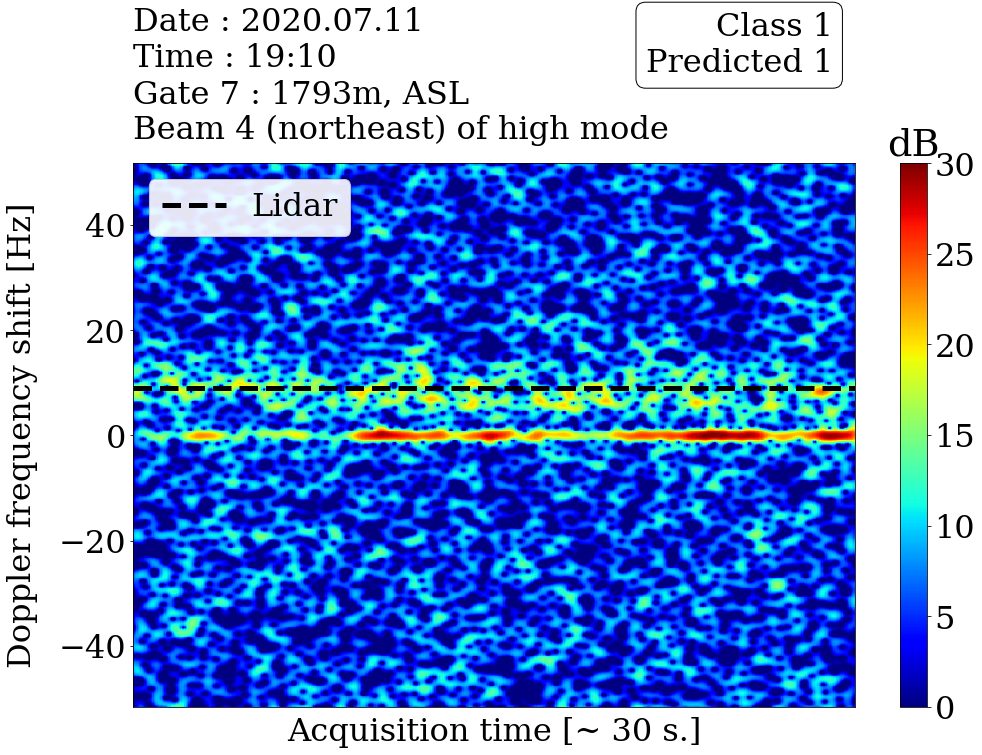 Date : 2020.07.11
Time : 19:10
Gate 7 : 1793m, ASL
Beam 4 (northeast) of high mode
Class 1
Predicted 1
dB
Lidar
Doppler frequency shift [Hz]
40
20
0
−20
−40
30
25
20
15
10
5
0
Acquisition time [~ 30 s.]